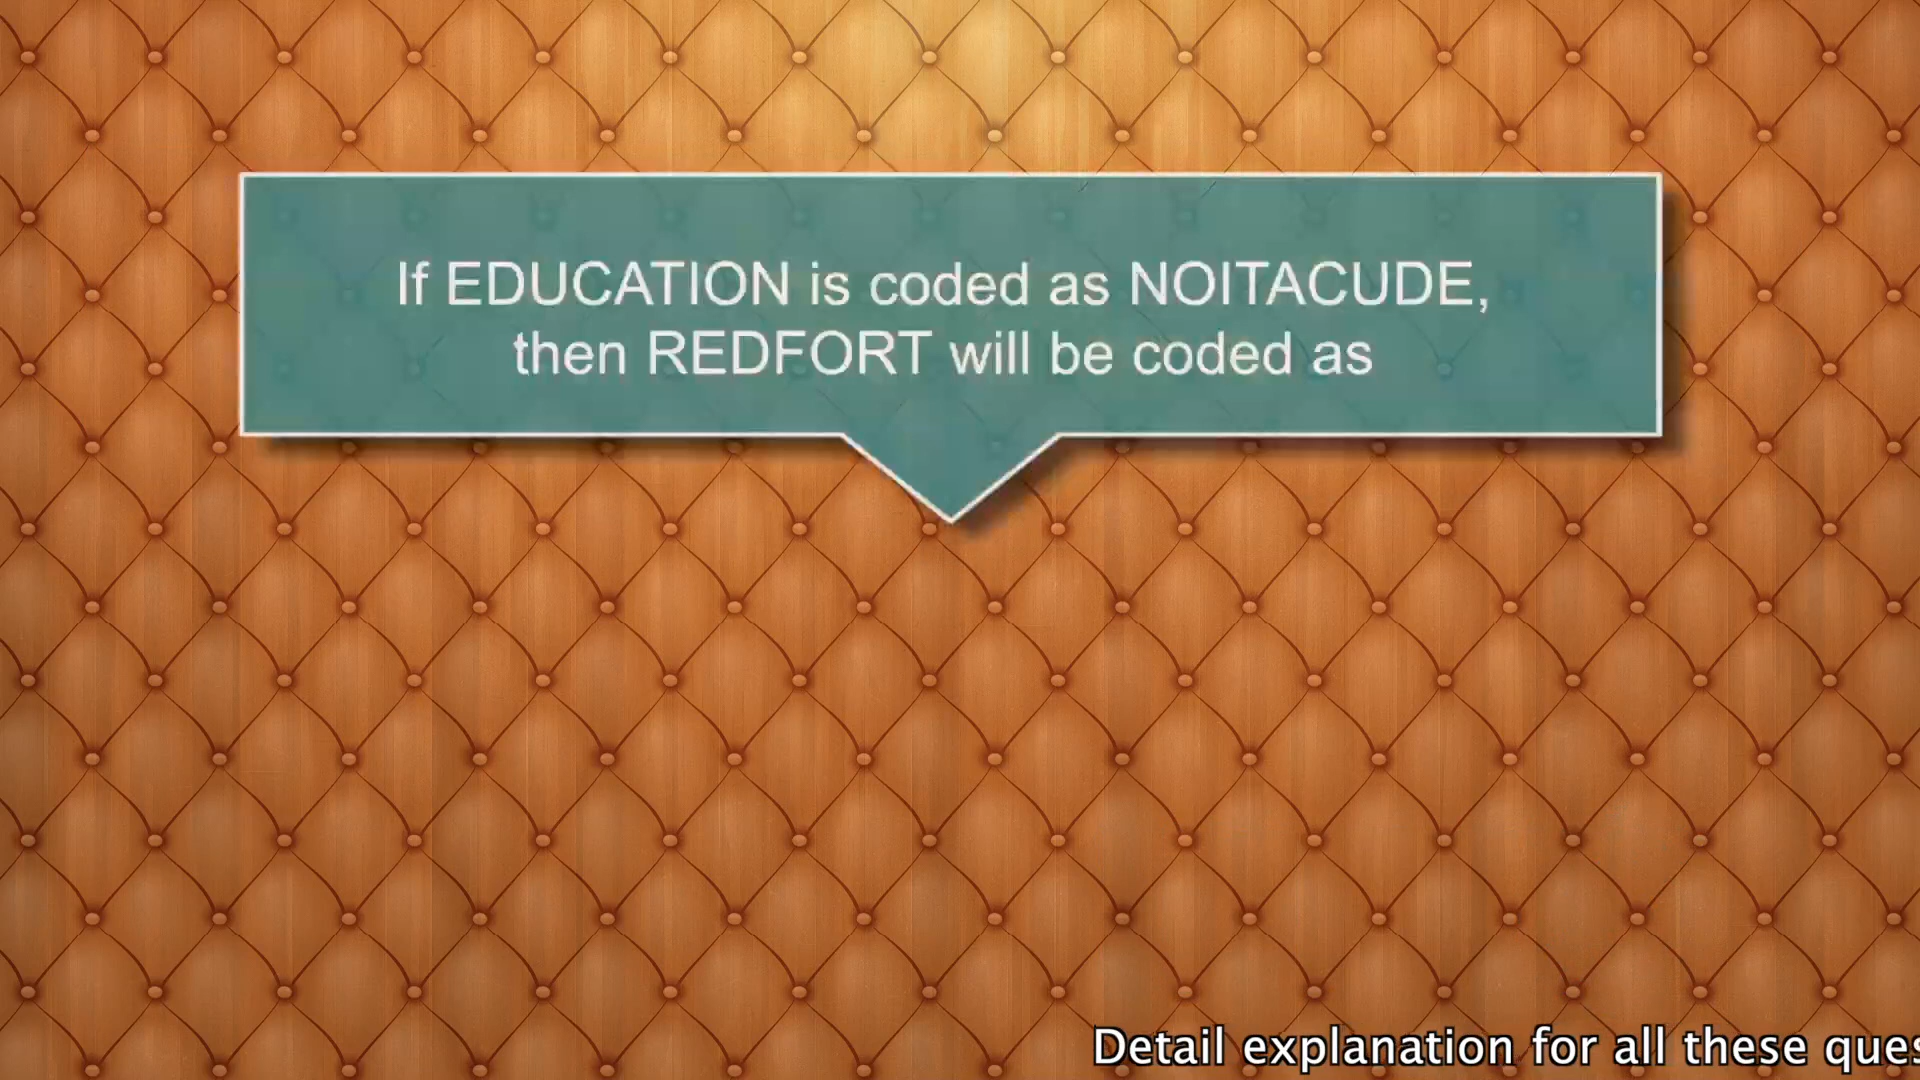 If EDUCATION is coded as NOITACUDE,
then REDFORT will be coded as
Detail explanation for all these